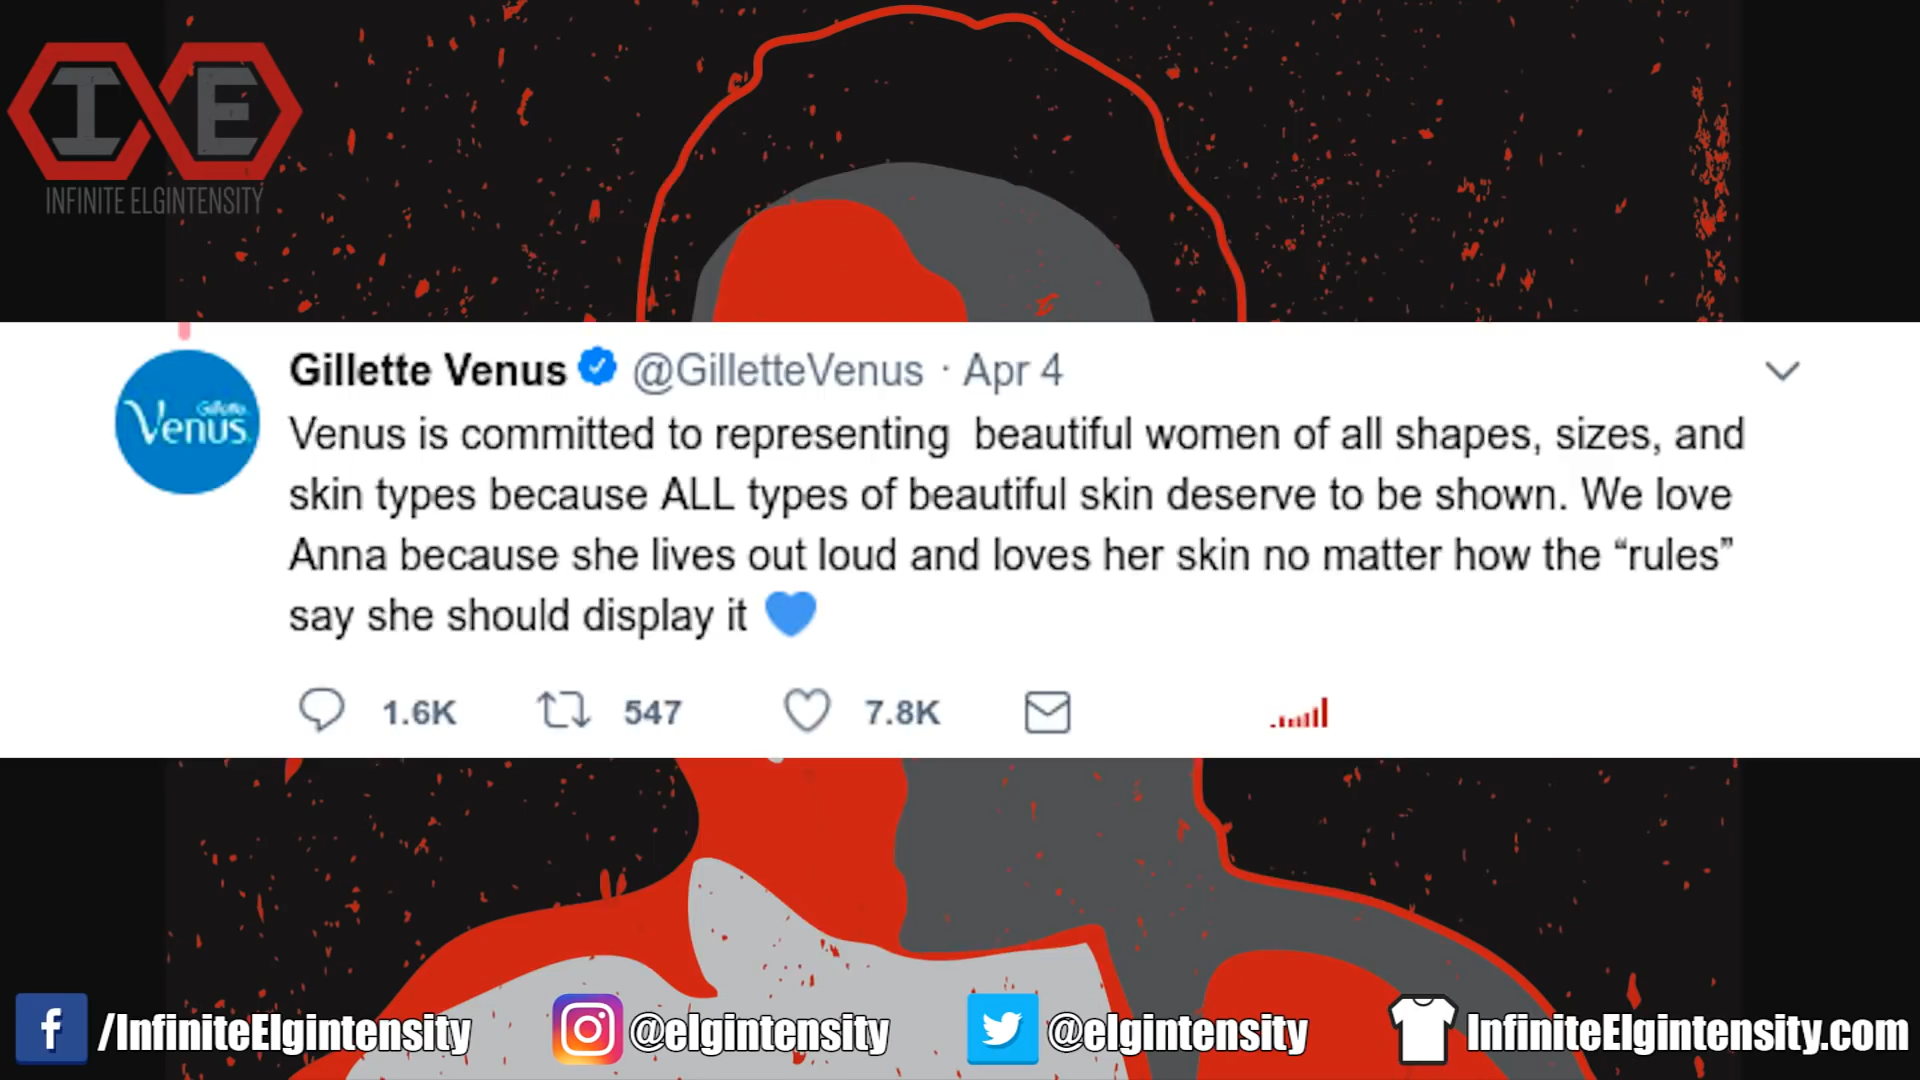 IE
INFINITE ELGINTENSITY
Gillette Venus @GilletteVenus · Apr 4
Gillette
Venus
Venus is committed to representing  beautiful women of all shapes, sizes, and
skin types because ALL types of beautiful skin deserve to be shown. We love
Anna because she lives out loud and loves her skin no matter how the “rules”
say she should display it 💙
1.6K 547 7.8K
f /InfiniteElgintensity @elgintensity @elgintensity InfiniteElgintensity.com